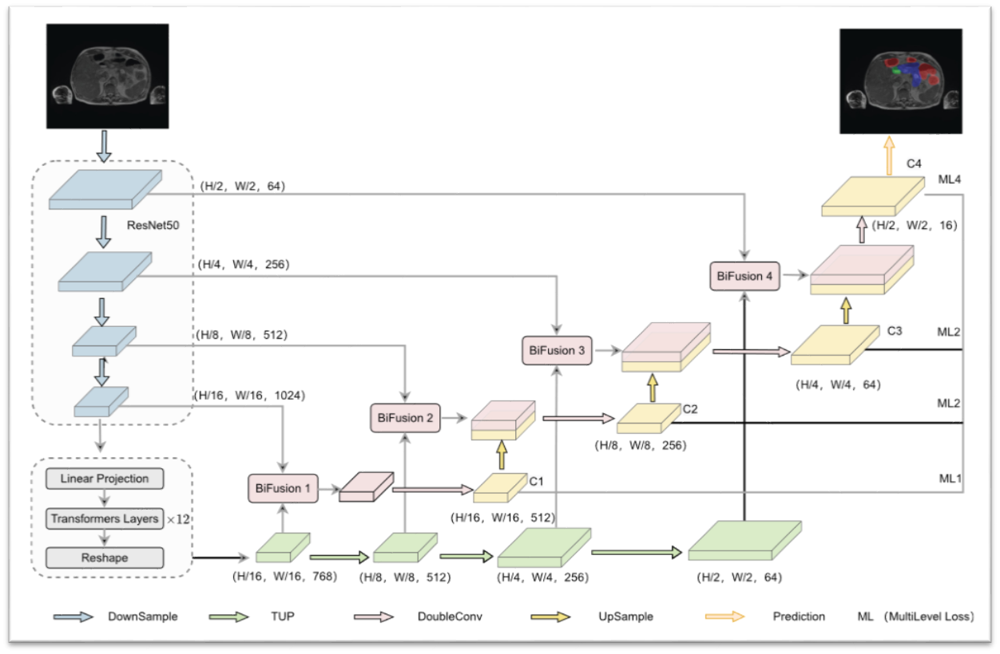 C4
ML4
(H/2, W/2, 64)
ResNet50
(H/2, W/2, 16)
(H/4, W/4, 256)
BiFusion 4
C3
ML2
(H/8, W/8, 512)
BiFusion 3
(H/4, W/4, 64)
(H/16, W/16, 1024)
BiFusion 2
C2
ML2
(H/8, W/8, 256)
Linear Projection
BiFusion 1
C1
ML1
Transformers Layers ×12
(H/16, W/16, 512)
Reshape
(H/16, W/16, 768)
(H/8, W/8, 512)
(H/4, W/4, 256)
(H/2, W/2, 64)
DownSample
TUP
DoubleConv
UpSample
Prediction
ML (MultiLevel Loss)